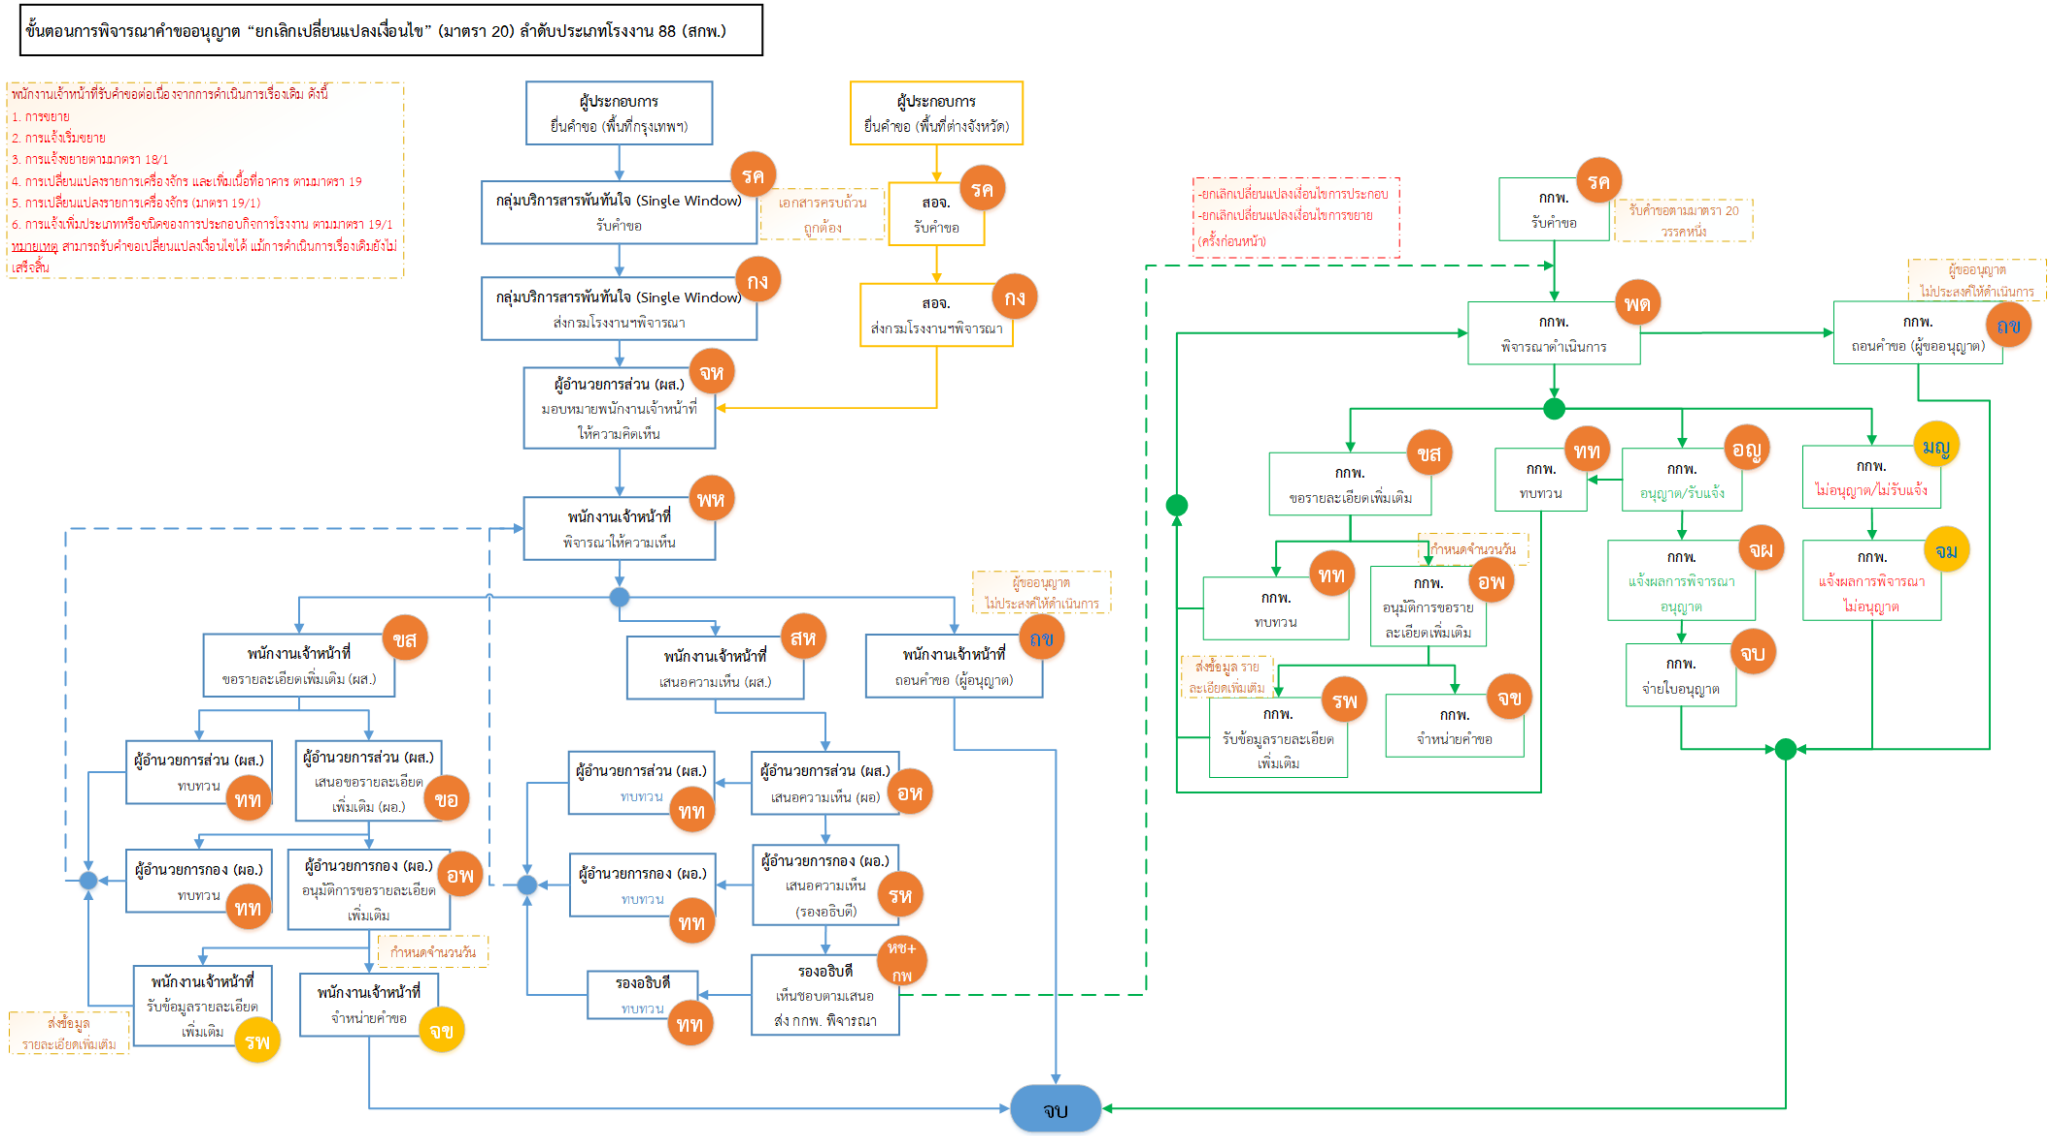 ขั้นตอนการพิจารณาคำขออนุญาต “ยกเลิกเปลี่ยนแปลงเงื่อนไข” (มาตรา 20) ลำดับประเภทโรงงาน 88 (สกพ.)
พนักงานเจ้าหน้าที่รับคำขอต่อเนื่องจากการดำเนินการเรื่องเดิม ดังนี้
1. การขยาย
2. การแจ้งเริ่มขยาย
3. การแจ้งขยายตามมาตรา 18/1
4. การเปลี่ยนแปลงรายการเครื่องจักร และเพิ่มเนื้อที่อาคาร ตามมาตรา 19
5. การเปลี่ยนแปลงรายการเครื่องจักร (มาตรา 19/1)
6. การแจ้งเพิ่มประเภทหรือชนิดของการประกอบกิจการโรงงาน ตามมาตรา 19/1
หมายเหตุ สามารถรับคำขอเปลี่ยนแปลงเงื่อนไขได้ แม้การดำเนินการเรื่องเดิมยังไม่
เสร็จสิ้น
ผู้ประกอบการ
ยื่นคำขอ (พื้นที่กรุงเทพฯ)
ผู้ประกอบการ
ยื่นคำขอ (พื้นที่ต่างจังหวัด)
รค
กลุ่มบริการสารพันทันใจ (Single Window)
รับคำขอ
เอกสารครบถ้วน
ถูกต้อง
รค
สอจ.
รับคำขอ
กง
กลุ่มบริการสารพันทันใจ (Single Window)
ส่งกรมโรงงานฯพิจารณา
กง
สอจ.
ส่งกรมโรงงานฯพิจารณา
จห
ผู้อำนวยการส่วน (ผส.)
มอบหมายพนักงานเจ้าหน้าที่
ให้ความคิดเห็น
พห
พนักงานเจ้าหน้าที่
พิจารณาให้ความเห็น
ผู้ขออนุญาต
ไม่ประสงค์ให้ดำเนินการ
ขส
พนักงานเจ้าหน้าที่
ขอรายละเอียดเพิ่มเติม (ผส.)
สห
พนักงานเจ้าหน้าที่
เสนอความเห็น (ผส.)
ถข
พนักงานเจ้าหน้าที่
ถอนคำขอ (ผู้อนุญาต)
ผู้อำนวยการส่วน (ผส.)
ทบทวน
ทท
ผู้อำนวยการส่วน (ผส.)
เสนอขอรายละเอียด
เพิ่มเติม (ผอ.)
ขอ
ผู้อำนวยการส่วน (ผส.)
ทบทวน
ทท
ผู้อำนวยการส่วน (ผส.)
เสนอความเห็น (ผอ)
อห
ผู้อำนวยการกอง (ผอ.)
ทบทวน
ทท
ผู้อำนวยการกอง (ผอ.)
อนุมัติการขอรายละเอียด
เพิ่มเติม
อพ
ผู้อำนวยการกอง (ผอ.)
ทบทวน
ทท
ผู้อำนวยการกอง (ผอ.)
เสนอความเห็น
(รองอธิบดี)
รห
กำหนดจำนวนวัน
พนักงานเจ้าหน้าที่
รับข้อมูลรายละเอียด
เพิ่มเติม
รพ
ส่งข้อมูล
รายละเอียดเพิ่มเติม
พนักงานเจ้าหน้าที่
จำหน่ายคำขอ
จข
รองอธิบดี
ทบทวน
ทท
หช+
กพ
รองอธิบดี
เห็นชอบตามเสนอ
ส่ง กกพ. พิจารณา
จบ
-ยกเลิกเปลี่ยนแปลงเงื่อนไขการประกอบ
-ยกเลิกเปลี่ยนแปลงเงื่อนไขการขยาย
(ครั้งก่อนหน้า)
รค
กกพ.
รับคำขอ
รับคำขอตามมาตรา 20
วรรคหนึ่ง
ผู้ขออนุญาต
ไม่ประสงค์ให้ดำเนินการ
พด
กกพ.
พิจารณาดำเนินการ
ถข
กกพ.
ถอนคำขอ (ผู้ขออนุญาต)
ขส
กกพ.
ขอรายละเอียดเพิ่มเติม
ทท
กกพ.
ทบทวน
อญ
กกพ.
อนุญาต/รับแจ้ง
มญ
กกพ.
ไม่อนุญาต/ไม่รับแจ้ง
กำหนดจำนวนวัน
ทท
กกพ.
ทบทวน
อพ
กกพ.
อนุมัติการขอราย
ละเอียดเพิ่มเติม
จผ
กกพ.
แจ้งผลการพิจารณา
อนุญาต
จม
กกพ.
แจ้งผลการพิจารณา
ไม่อนุญาต
ส่งข้อมูล ราย
ละเอียดเพิ่มเติม
รพ
กกพ.
รับข้อมูลรายละเอียด
เพิ่มเติม
จข
กกพ.
จำหน่ายคำขอ
จบ
กกพ.
จ่ายใบอนุญาต